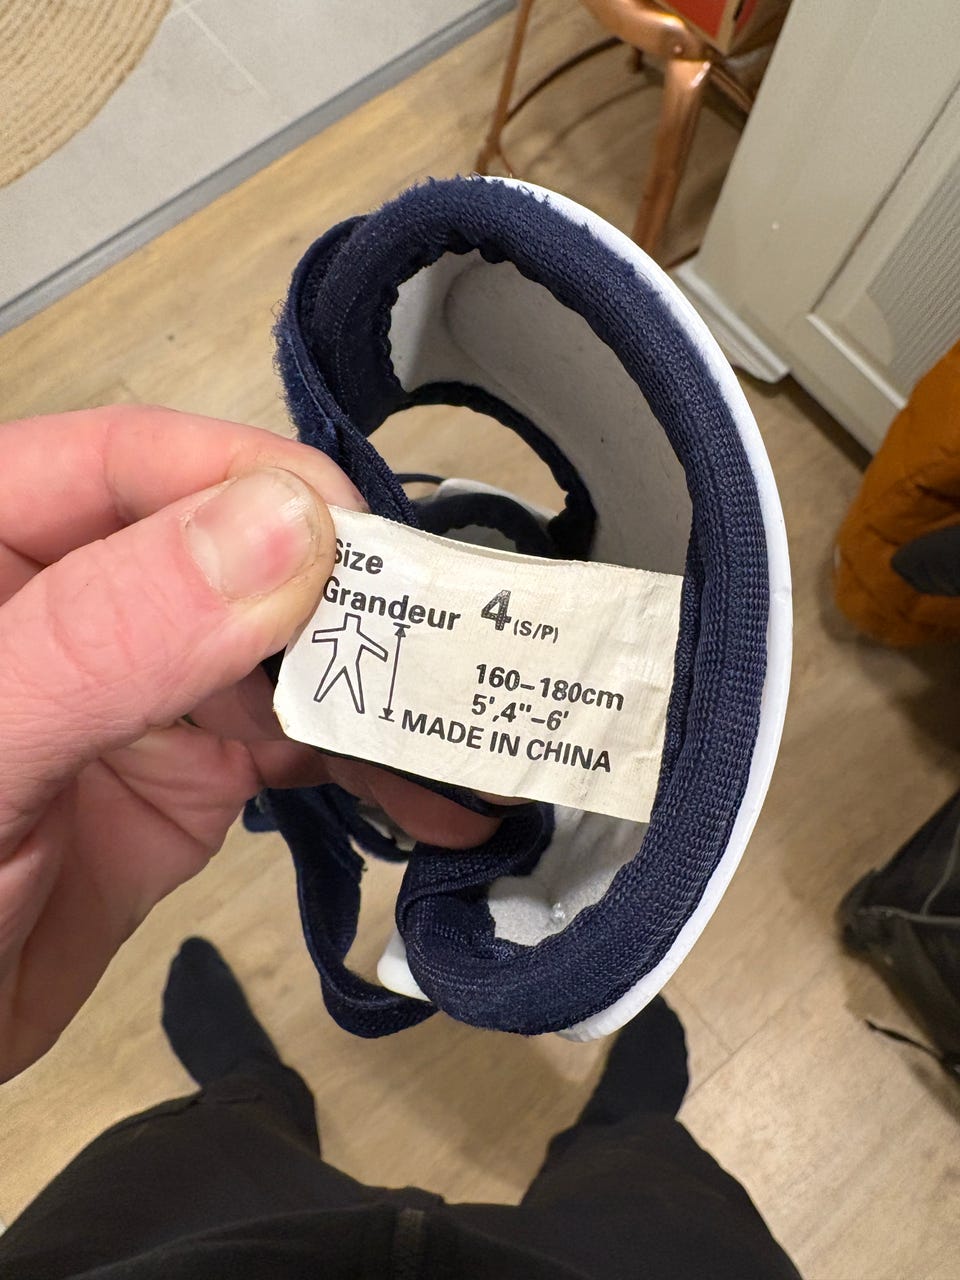 Size
Grandeur 4 (S/P)
160-180cm
5',4"-6'
MADE IN CHINA